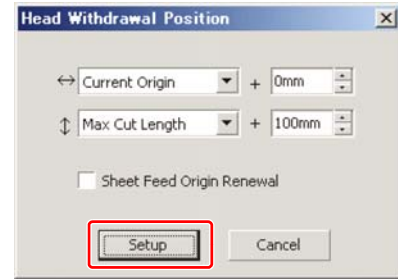 Head Withdrawal Position
↔ Current Origin + 0mm
↕ Max Cut Length + 100mm
Sheet Feed Origin Renewal
Setup Cancel